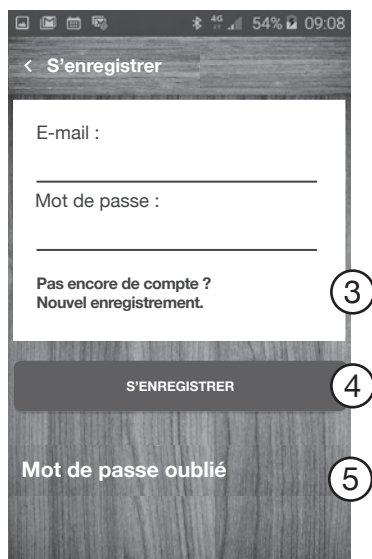 4G 54% 09:08
< S'enregistrer
E-mail :
Mot de passe :
Pas encore de compte ?
Nouvel enregistrement.
3
S'ENREGISTRER
4
Mot de passe oublié
5